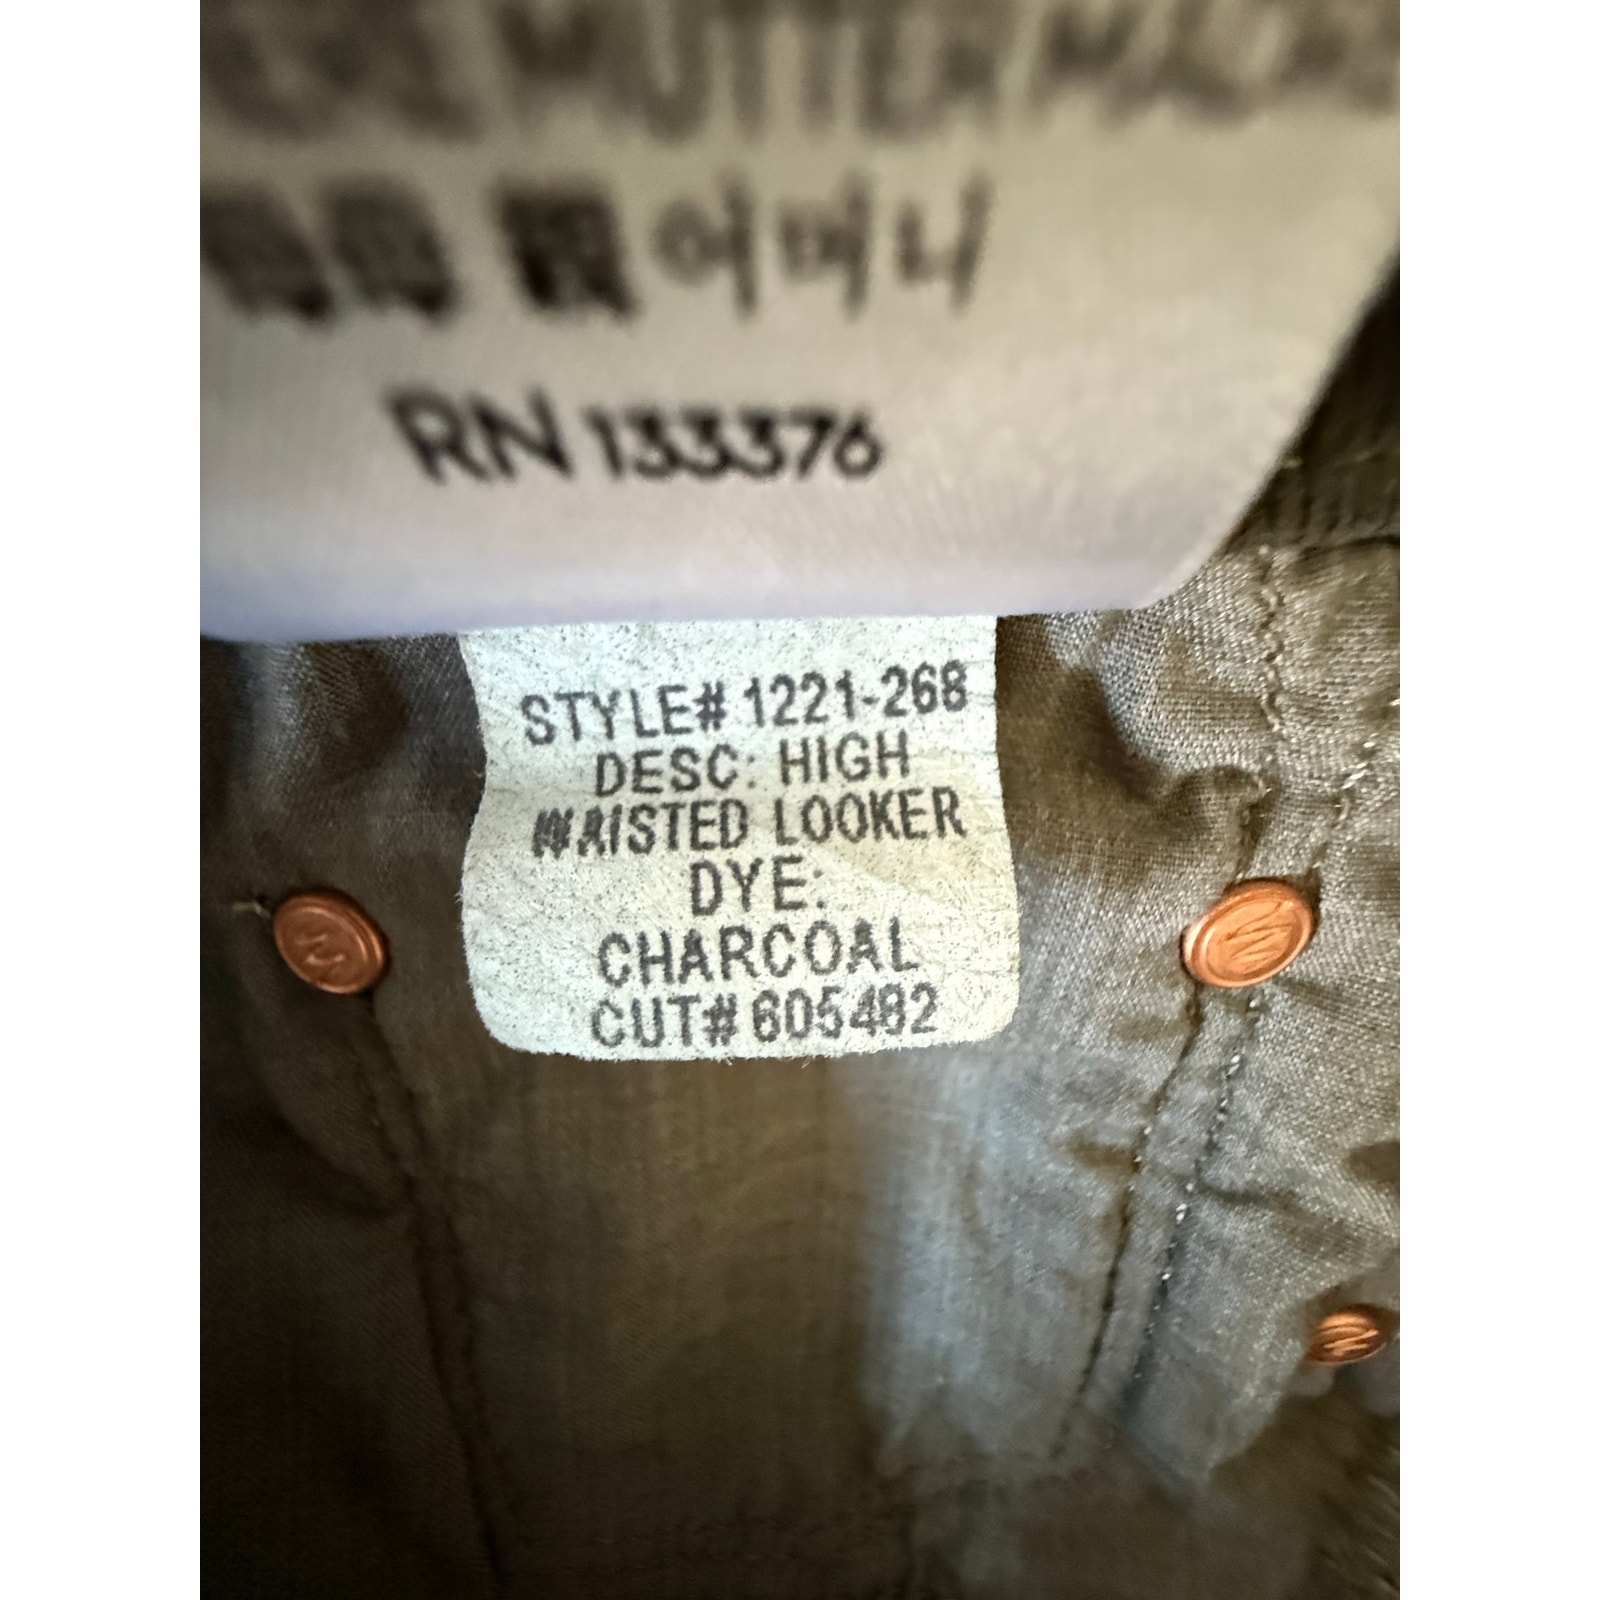 어머니
RN 133376
STYLE# 1221-268
DESC: HIGH
WAISTED LOOKER
DYE:
CHARCOAL
CUT# 605482